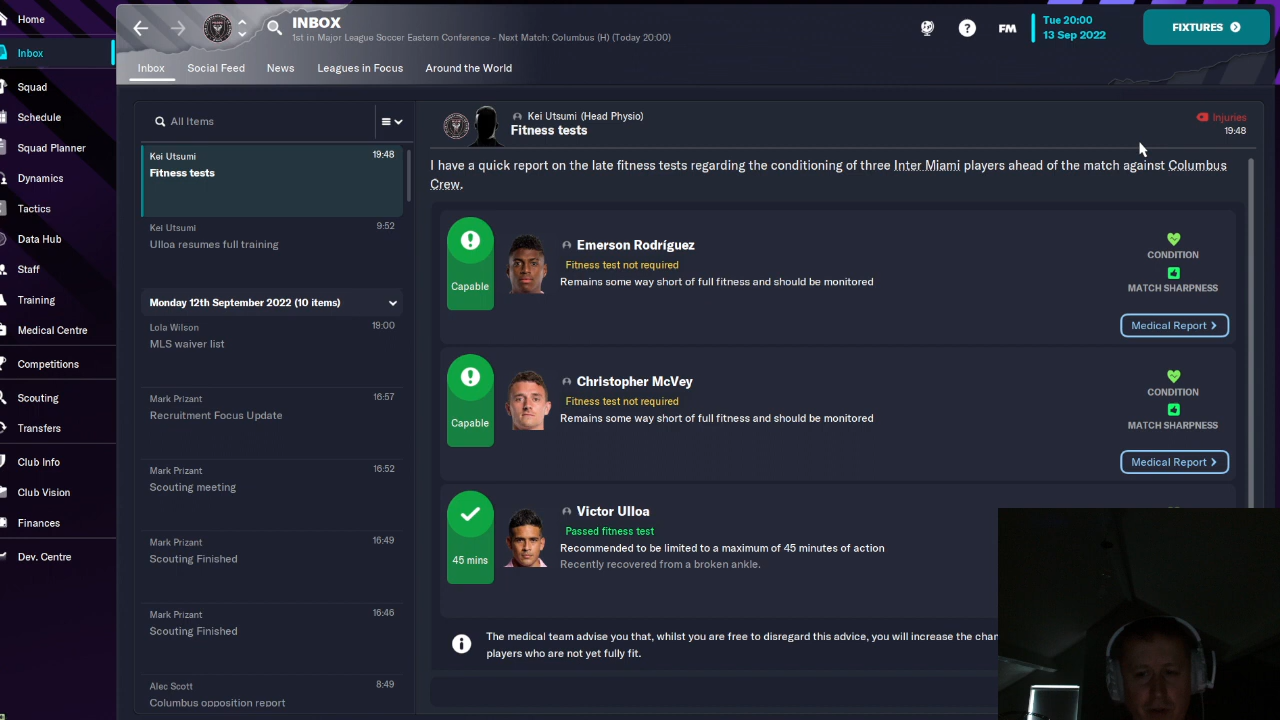 Home
Inbox
Squad
Schedule
Squad Planner
Dynamics
Tactics
Data Hub
Staff
Training
Medical Centre
Competitions
Scouting
Transfers
Club Info
Club Vision
Finances
Dev. Centre
INBOX
1st in Major League Soccer Eastern Conference - Next Match: Columbus (H) (Today 20:00)
?
FM
Tue 20:00
13 Sep 2022
FIXTURES
Inbox
Social Feed
News
Leagues in Focus
Around the World
All Items
Kei Utsumi 19:48
Fitness tests
Kei Utsumi 9:52
Ulloa resumes full training
Monday 12th September 2022 (10 items)
Lola Wilson 19:00
MLS waiver list
Mark Prizant 16:57
Recruitment Focus Update
Mark Prizant 16:52
Scouting meeting
Mark Prizant 16:49
Scouting Finished
Mark Prizant 16:46
Scouting Finished
Alec Scott 8:49
Columbus opposition report
Kei Utsumi (Head Physio)
Fitness tests
Injuries
19:48
I have a quick report on the late fitness tests regarding the conditioning of three Inter Miami players ahead of the match against Columbus
Crew.
Capable
Emerson Rodríguez
Fitness test not required
Remains some way short of full fitness and should be monitored
CONDITION
MATCH SHARPNESS
Medical Report
Capable
Christopher McVey
Fitness test not required
Remains some way short of full fitness and should be monitored
CONDITION
MATCH SHARPNESS
Medical Report
45 mins
Victor Ulloa
Passed fitness test
Recommended to be limited to a maximum of 45 minutes of action
Recently recovered from a broken ankle.
The medical team advise you that, whilst you are free to disregard this advice, you will increase the
players who are not yet fully fit.